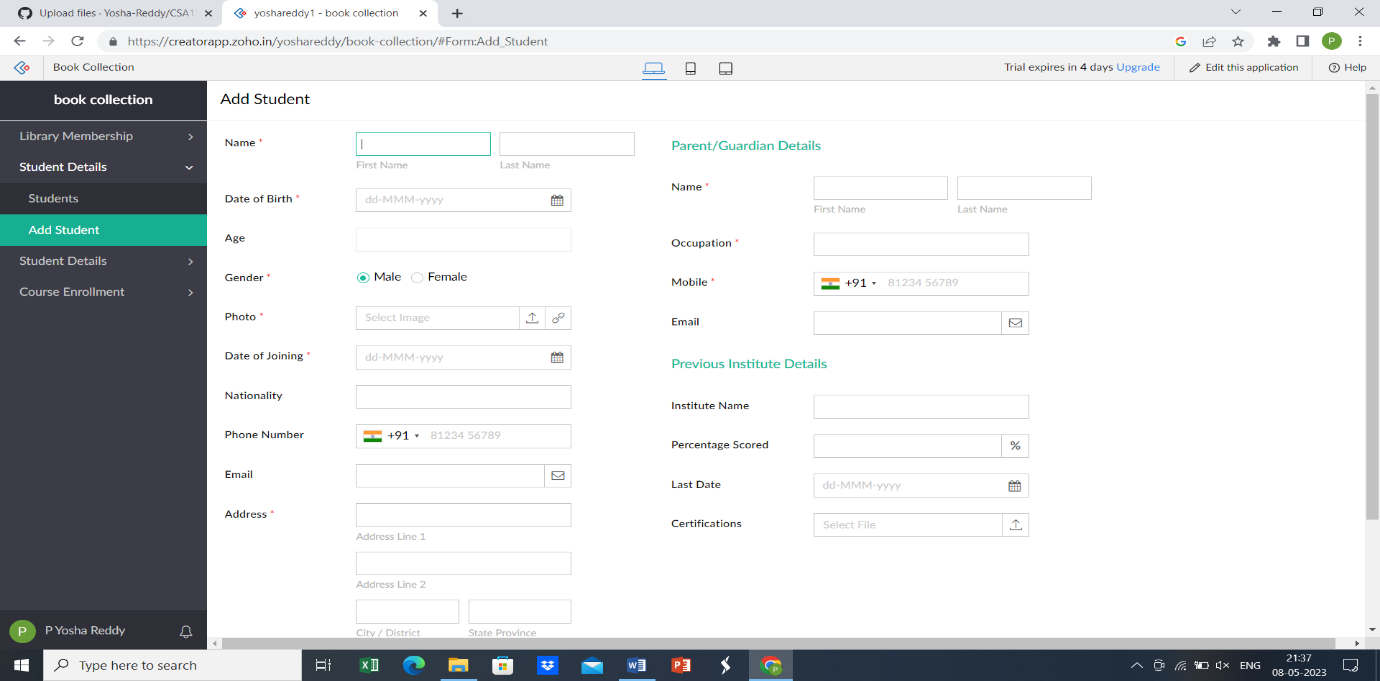 Upload files · Yosha-Reddy/CSA1
yoshareddy1 - book collection
https://creatorapp.zoho.in/yoshareddy/book-collection/#Form:Add_Student
P
Book Collection
Trial expires in 4 days Upgrade
Edit this application
Help
book collection
Library Membership
Student Details
Students
Add Student
Student Details
Course Enrollment
P
P Yosha Reddy
Add Student
Name *
First Name
Last Name
Date of Birth *
dd-MMM-yyyy
Age
Gender *
Male
Female
Photo *
Select Image
Date of Joining *
dd-MMM-yyyy
Nationality
Phone Number
+91
81234 56789
Email
Address *
Address Line 1
Address Line 2
City / District
State Province
Parent/Guardian Details
Name *
First Name
Last Name
Occupation *
Mobile *
+91
81234 56789
Email
Previous Institute Details
Institute Name
Percentage Scored
%
Last Date
dd-MMM-yyyy
Certifications
Select File
Type here to search
ENG
21:37
08-05-2023